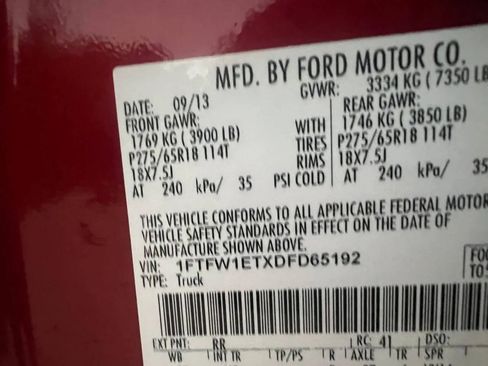 MFD. BY FORD MOTOR CO.
DATE: 09/13 GVWR: 3334 KG ( 7350 LB
FRONT GAWR: REAR GAWR:
1769 KG ( 3900 LB) WITH 1746 KG ( 3850 LB)
P275/65R18 114T TIRES P275/65R18 114T
18X7.5J RIMS 18X7.5J
AT 240 kPa/ 35 PSI COLD AT 240 kPa/ 35
THIS VEHICLE CONFORMS TO ALL APPLICABLE FEDERAL MOTOR
VEHICLE SAFETY STANDARDS IN EFFECT ON THE DATE OF
MANUFACTURE SHOWN ABOVE.
VIN: 1FTFW1ETXDFD65192
TYPE: Truck
EXT PNT: RR RC: 41 DSO:
WB INT TR TP/PS R AXLE TR SPR